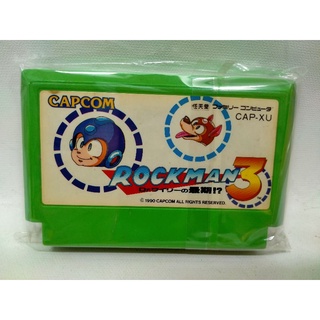 CAPCOM
任天堂 ファミリー コンピュータ
CAP-XU
ROCKMAN 3
Dr.ワイリーの最期!?
© 1990 CAPCOM ALL RIGHTS RESERVED